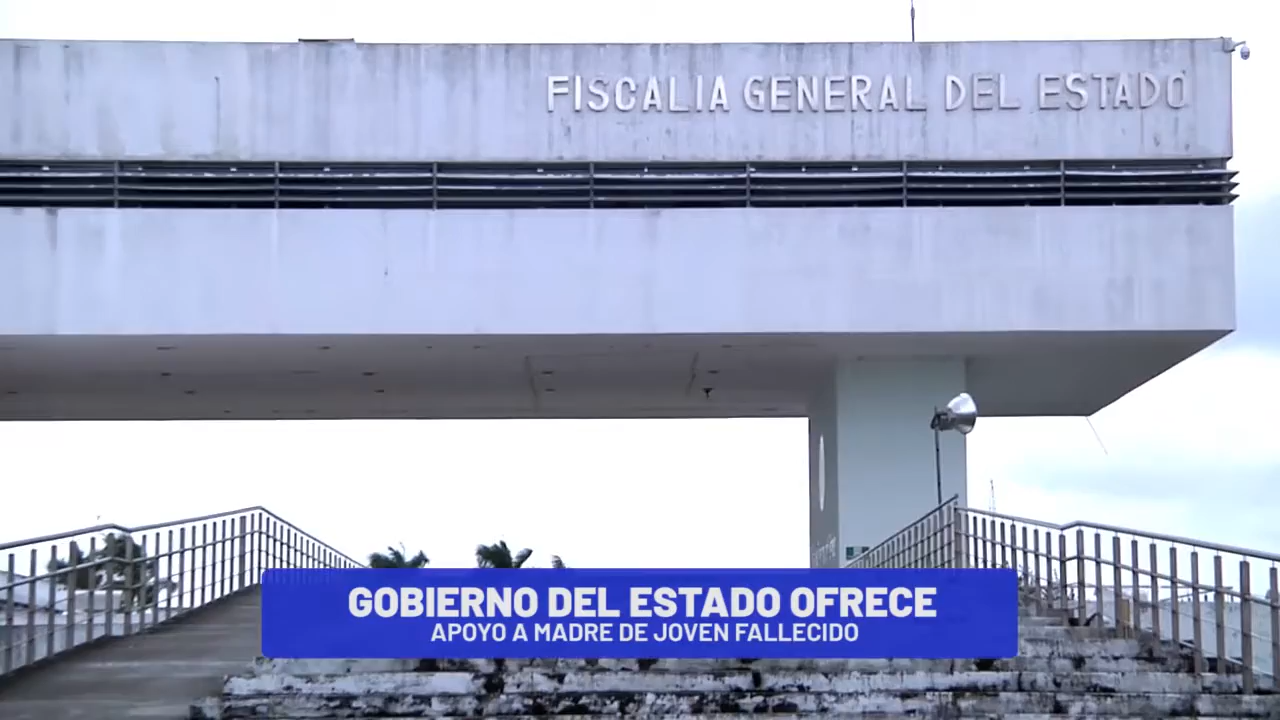 FISCALIA GENERAL DEL ESTADO
GOBIERNO DEL ESTADO OFRECE
APOYO A MADRE DE JOVEN FALLECIDO